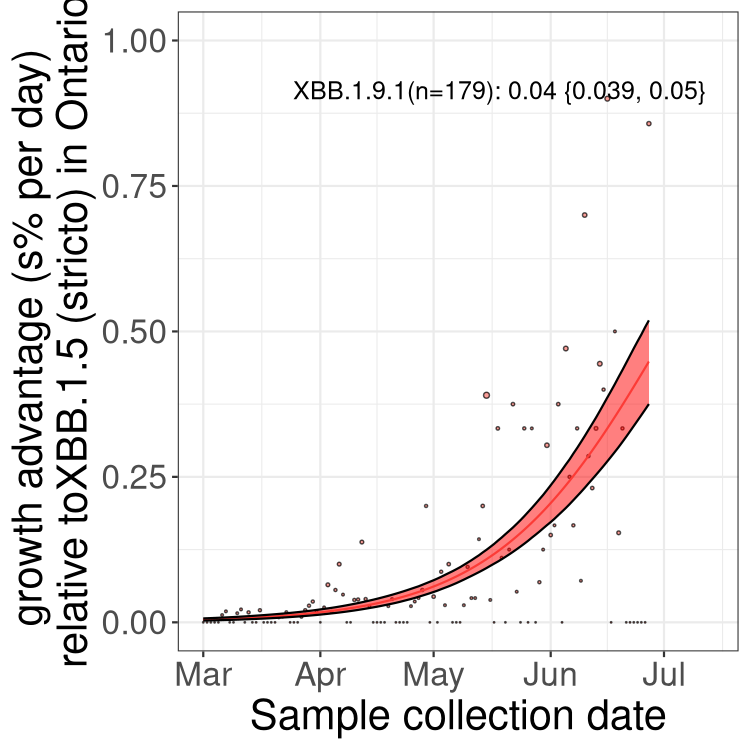 growth advantage (s% per day)
relative toXBB.1.5 (stricto) in Ontario
1.00
0.75
0.50
0.25
0.00
XBB.1.9.1(n=179): 0.04 {0.039, 0.05}
Mar Apr May Jun Jul
Sample collection date